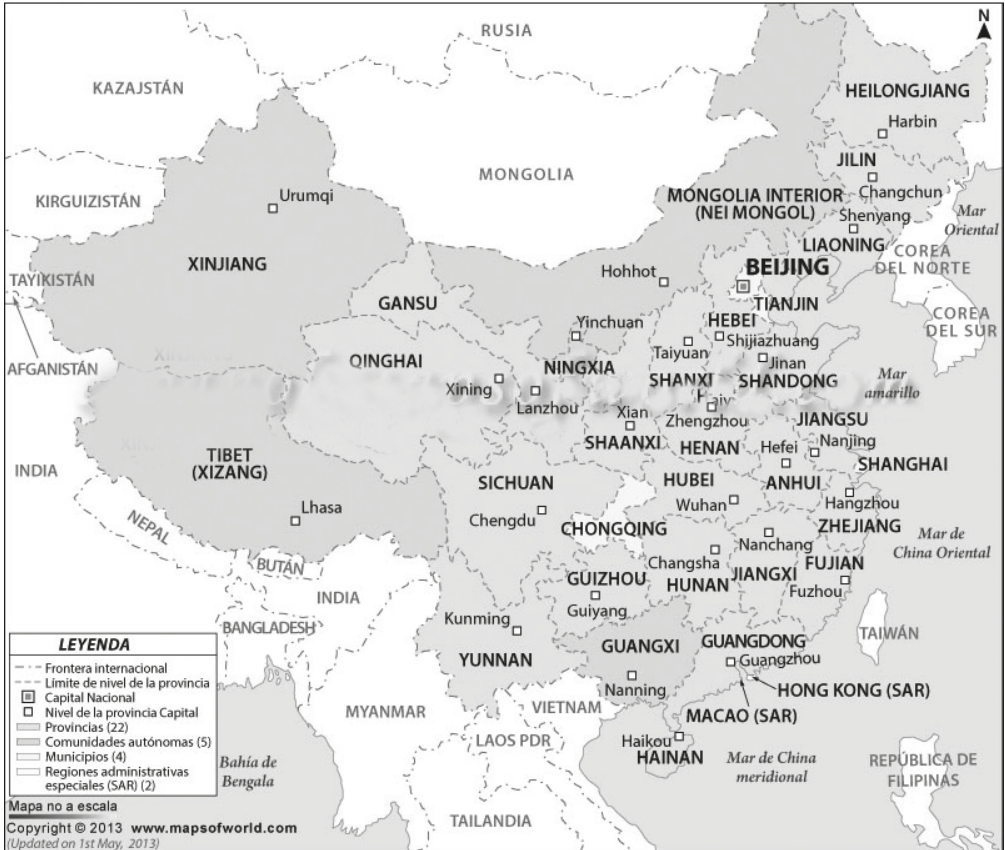 N
RUSIA
KAZAJSTÁN
HEILONGJIANG
Harbin
MONGOLIA
JILIN
Changchun
KIRGUIZISTÁN
Urumqi
MONGOLIA INTERIOR
(NEI MONGOL)
Shenyang
LIAONING
Mar
Oriental
COREA
DEL NORTE
XINJIANG
TAYIKISTÁN
Hohhot
BEIJING
TIANJIN
COREA
DEL SUR
GANSU
Yinchuan
HEBEI
Shijiazhuang
AFGANISTÁN
QINGHAI
NINGXIA
Taiyuan
Jinan
Xining
Lanzhou
SHANXI
SHANDONG
Mar
amarillo
Xian
Zhengzhou
JIANGSU
SHAANXI
HENAN
Hefei
Nanjing
INDIA
TIBET
(XIZANG)
SICHUAN
HUBEI
ANHUI
SHANGHAI
Lhasa
Chengdu
Wuhan
Hangzhou
NEPAL
CHONGQING
ZHEJIANG
Mar de
China Oriental
BUTÁN
Changsha
Nanchang
FUJIAN
Fuzhou
INDIA
GUIZHOU
Guiyang
HUNAN
JIANGXI
BANGLADESH
Kunming
YUNNAN
GUANGXI
GUANGDONG
Guangzhou
TAIWÁN
Nanning
HONG KONG (SAR)
MACAO (SAR)
MYANMAR
VIETNAM
LAOS PDR
Haikou
HAINAN
Mar de China
meridional
REPÚBLICA DE
FILIPINAS
Bahía de
Bengala
TAILANDIA
LEYENDA
Frontera internacional
Límite de nivel de la provincia
Capital Nacional
Nivel de la provincia Capital
Provincias (22)
Comunidades autónomas (5)
Municipios (4)
Regiones administrativas
especiales (SAR) (2)
Mapa no a escala
Copyright © 2013 www.mapsofworld.com
(Updated on 1st May, 2013)